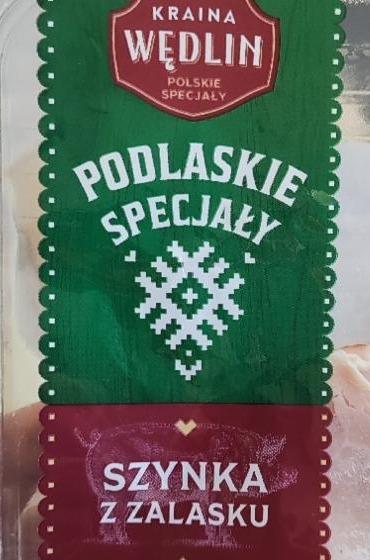 KRAINA
WĘDLIN
POLSKIE
SPECJAŁY
PODLASKIE
SPECJAŁY
SZYNKA
Z ZALASKU